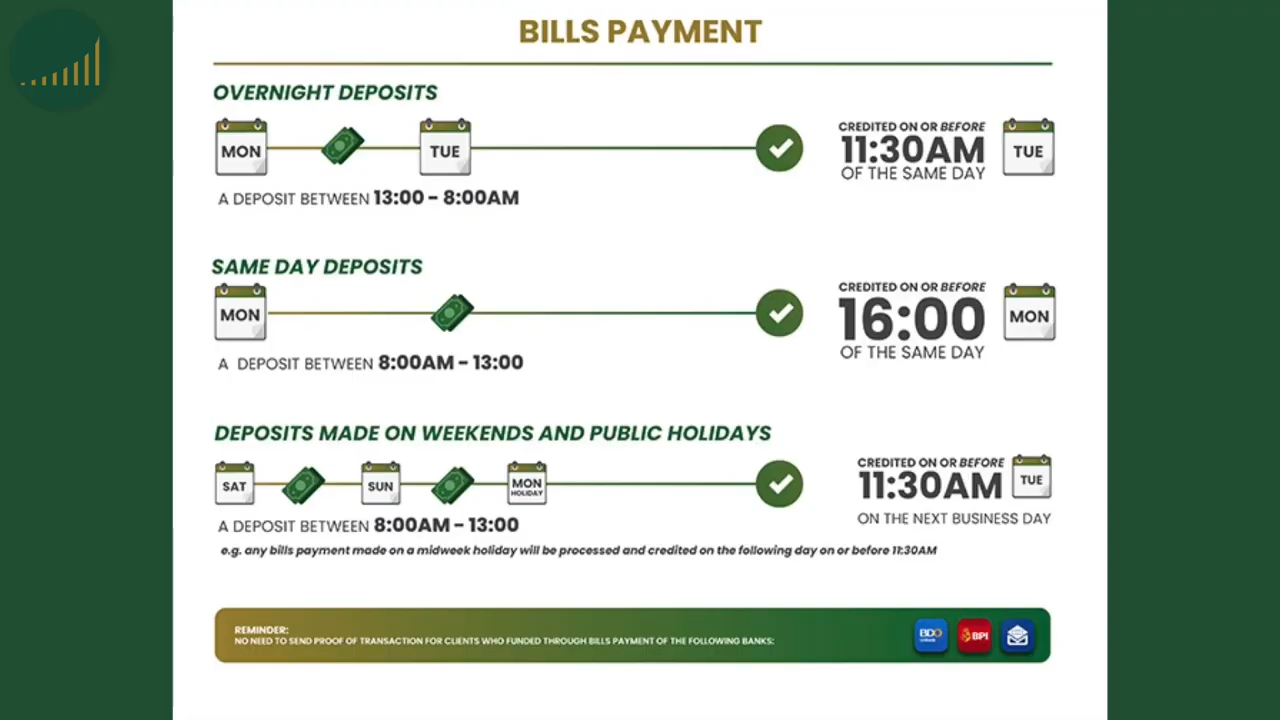 BILLS PAYMENT
OVERNIGHT DEPOSITS
MON
TUE
CREDITED ON OR BEFORE
11:30AM
OF THE SAME DAY
TUE
A DEPOSIT BETWEEN 13:00 - 8:00AM
SAME DAY DEPOSITS
MON
CREDITED ON OR BEFORE
16:00
OF THE SAME DAY
MON
A DEPOSIT BETWEEN 8:00AM - 13:00
DEPOSITS MADE ON WEEKENDS AND PUBLIC HOLIDAYS
SAT
SUN
MON
HOLIDAY
CREDITED ON OR BEFORE
11:30AM
TUE
ON THE NEXT BUSINESS DAY
A DEPOSIT BETWEEN 8:00AM - 13:00
e.g. any bills payment made on a midweek holiday will be processed and credited on the following day on or before 11:30AM
REMINDER:
NO NEED TO SEND PROOF OF TRANSACTION FOR CLIENTS WHO FUNDED THROUGH BILLS PAYMENT OF THE FOLLOWING BANKS:
BDO
BPI